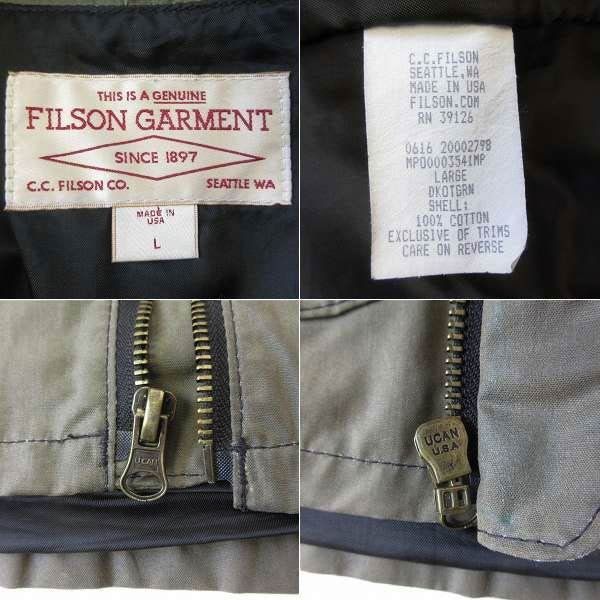 THIS IS A GENUINE
FILSON GARMENT
SINCE 1897
C.C. FILSON CO. SEATTLE WA
MADE IN
USA
L
C.C.FILSON
SEATTLE,WA
MADE IN USA
FILSON.COM
RN 39126
0616 20002798
MP00003541MP
LARGE
DKOTGRN
SHELL:
100% COTTON
EXCLUSIVE OF TRIMS
CARE ON REVERSE
UCAN
UCAN
U.S.A